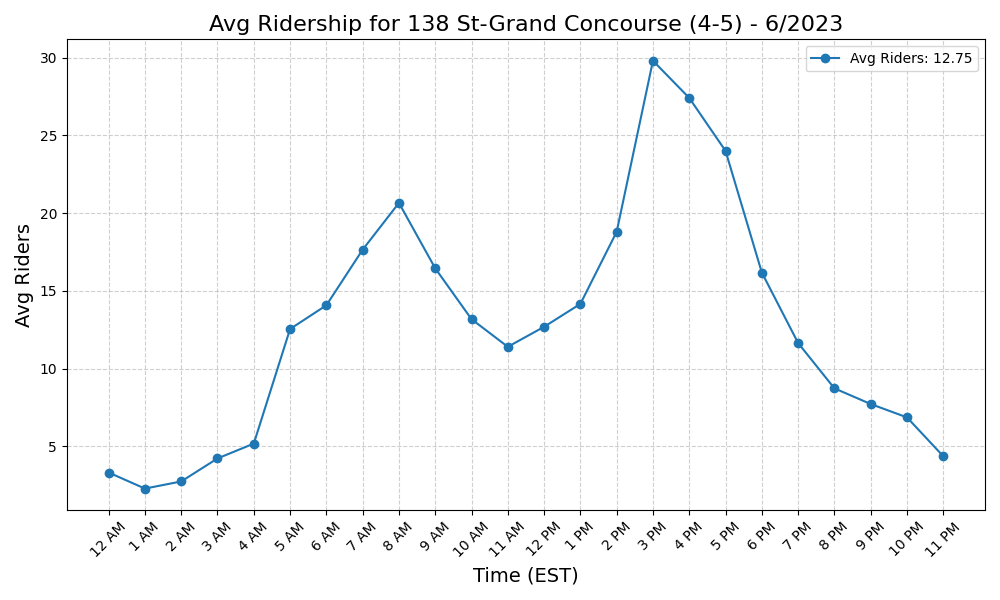 Avg Ridership for 138 St-Grand Concourse (4-5) - 6/2023
Avg Riders: 12.75
30
25
20
15
10
5
Avg Riders
12 AM
1 AM
2 AM
3 AM
4 AM
5 AM
6 AM
7 AM
8 AM
9 AM
10 AM
11 AM
12 PM
1 PM
2 PM
3 PM
4 PM
5 PM
6 PM
7 PM
8 PM
9 PM
10 PM
11 PM
Time (EST)